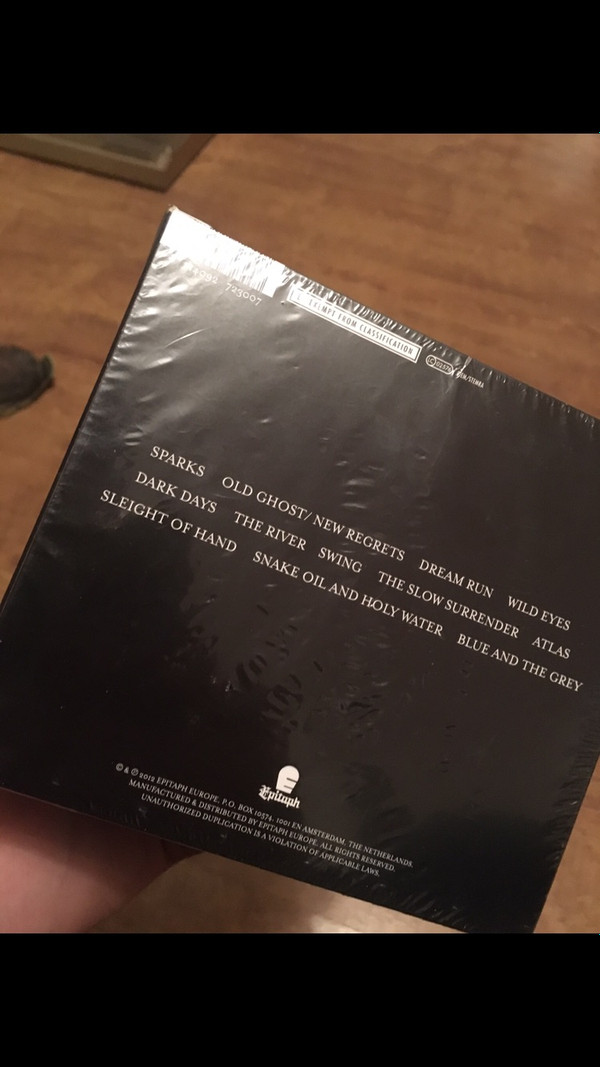 723007
EXEMPT FROM CLASSIFICATION
SPARKS OLD GHOST/ NEW REGRETS DREAM RUN WILD EYES
DARK DAYS THE RIVER SWING THE SLOW SURRENDER ATLAS
SLEIGHT OF HAND SNAKE OIL AND HOLY WATER BLUE AND THE GREY
Epitaph
© & ℗ 2012 EPITAPH EUROPE, P.O. BOX 10574, 1001 EN AMSTERDAM, THE NETHERLANDS.
MANUFACTURED & DISTRIBUTED BY EPITAPH EUROPE. ALL RIGHTS RESERVED.
UNAUTHORIZED DUPLICATION IS A VIOLATION OF APPLICABLE LAWS.